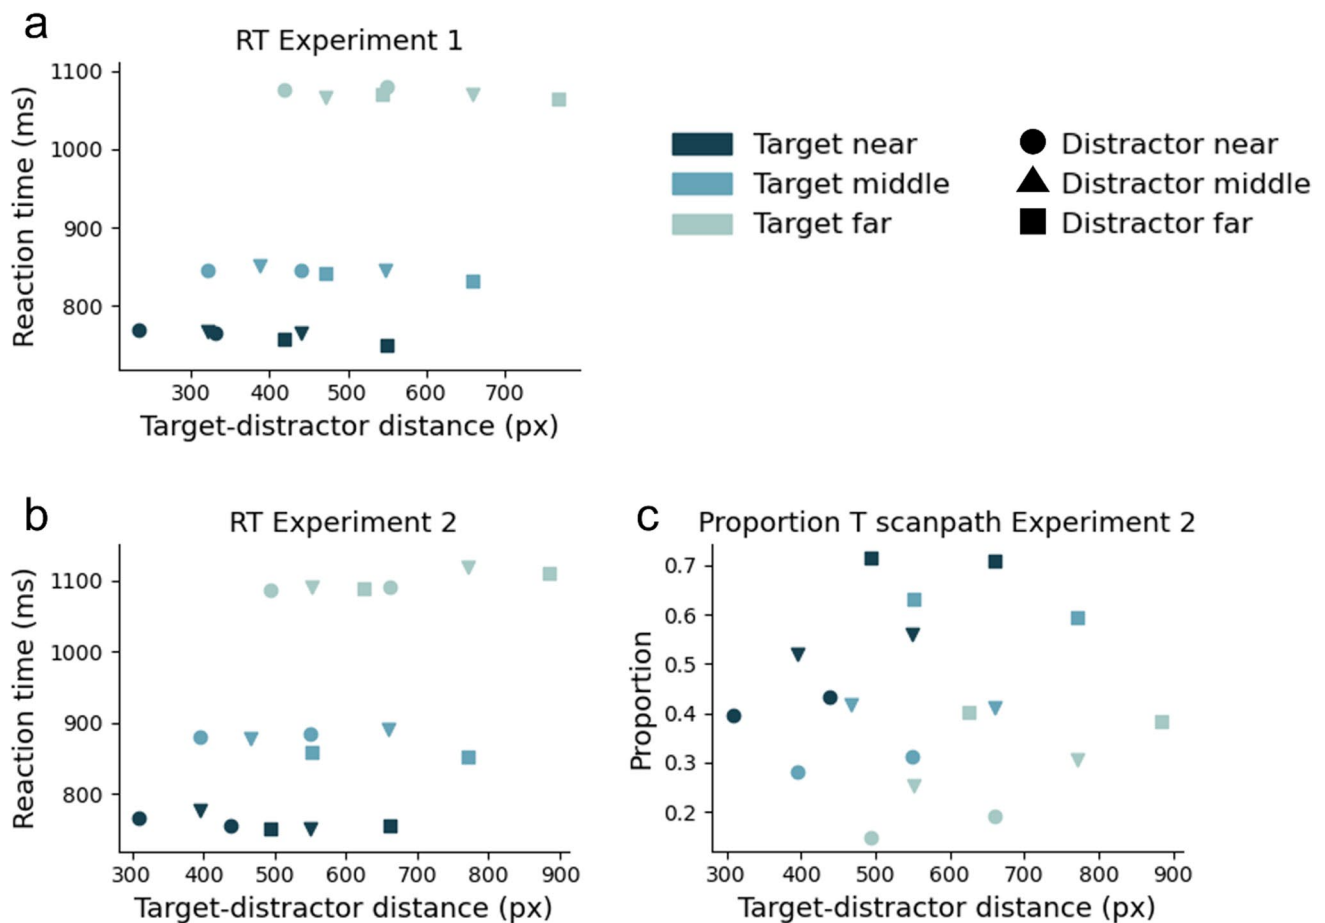 a
RT Experiment 1
Reaction time (ms)
1100
1000
900
800
300 400 500 600 700
Target-distractor distance (px)
Target near
Target middle
Target far
Distractor near
Distractor middle
Distractor far
b
RT Experiment 2
Reaction time (ms)
1100
1000
900
800
300 400 500 600 700 800 900
Target-distractor distance (px)
c
Proportion T scanpath Experiment 2
Proportion
0.7
0.6
0.5
0.4
0.3
0.2
300 400 500 600 700 800 900
Target-distractor distance (px)